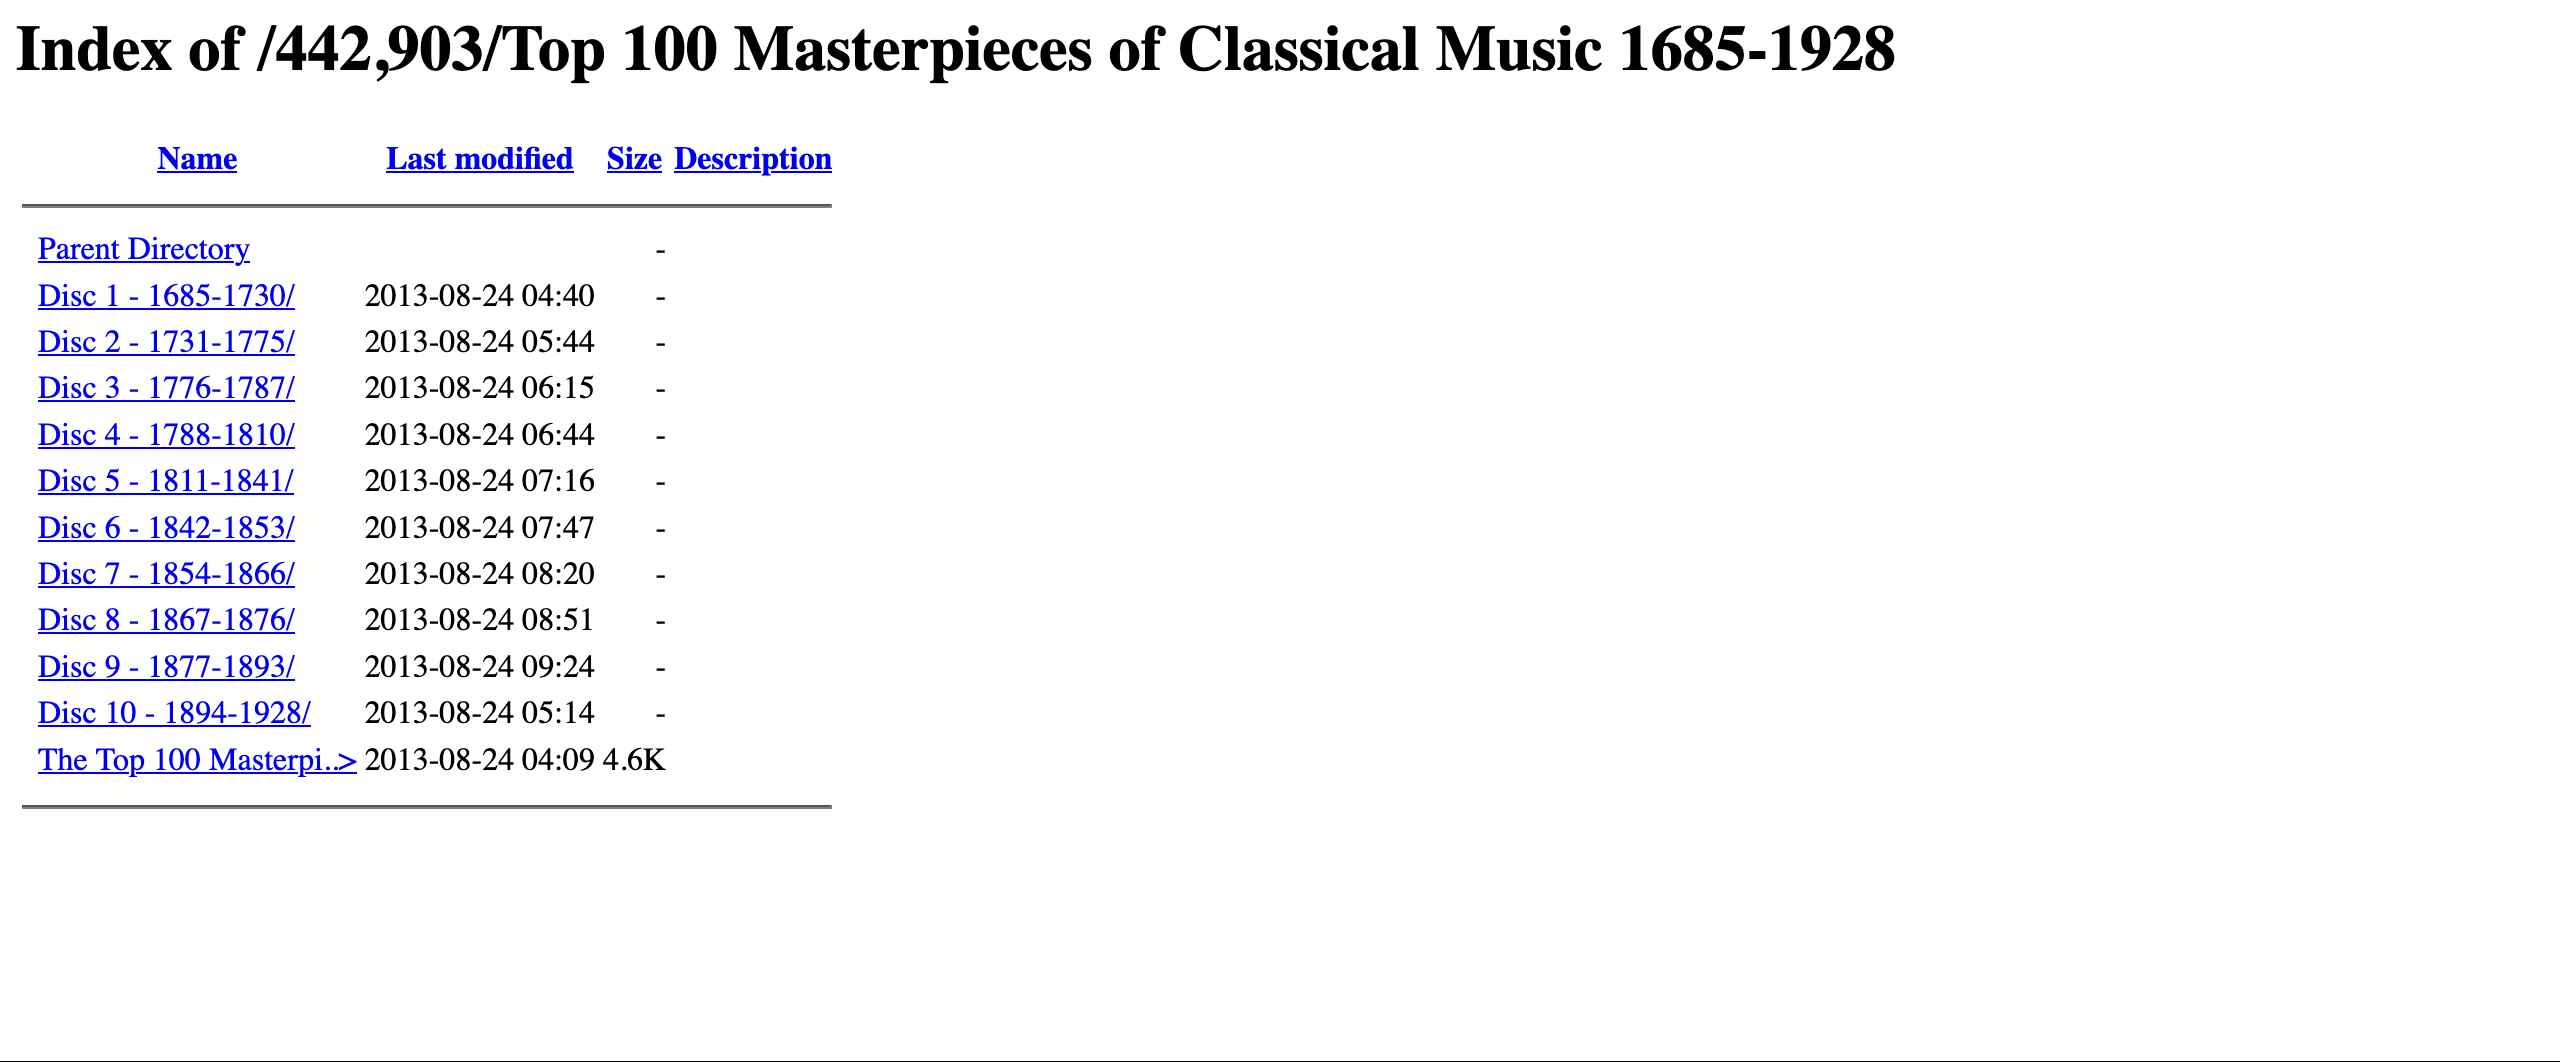 Index of /442,903/Top 100 Masterpieces of Classical Music 1685-1928
Name Last modified Size Description
Parent Directory -
Disc 1 - 1685-1730/ 2013-08-24 04:40 -
Disc 2 - 1731-1775/ 2013-08-24 05:44 -
Disc 3 - 1776-1787/ 2013-08-24 06:15 -
Disc 4 - 1788-1810/ 2013-08-24 06:44 -
Disc 5 - 1811-1841/ 2013-08-24 07:16 -
Disc 6 - 1842-1853/ 2013-08-24 07:47 -
Disc 7 - 1854-1866/ 2013-08-24 08:20 -
Disc 8 - 1867-1876/ 2013-08-24 08:51 -
Disc 9 - 1877-1893/ 2013-08-24 09:24 -
Disc 10 - 1894-1928/ 2013-08-24 05:14 -
The Top 100 Masterpi..> 2013-08-24 04:09 4.6K